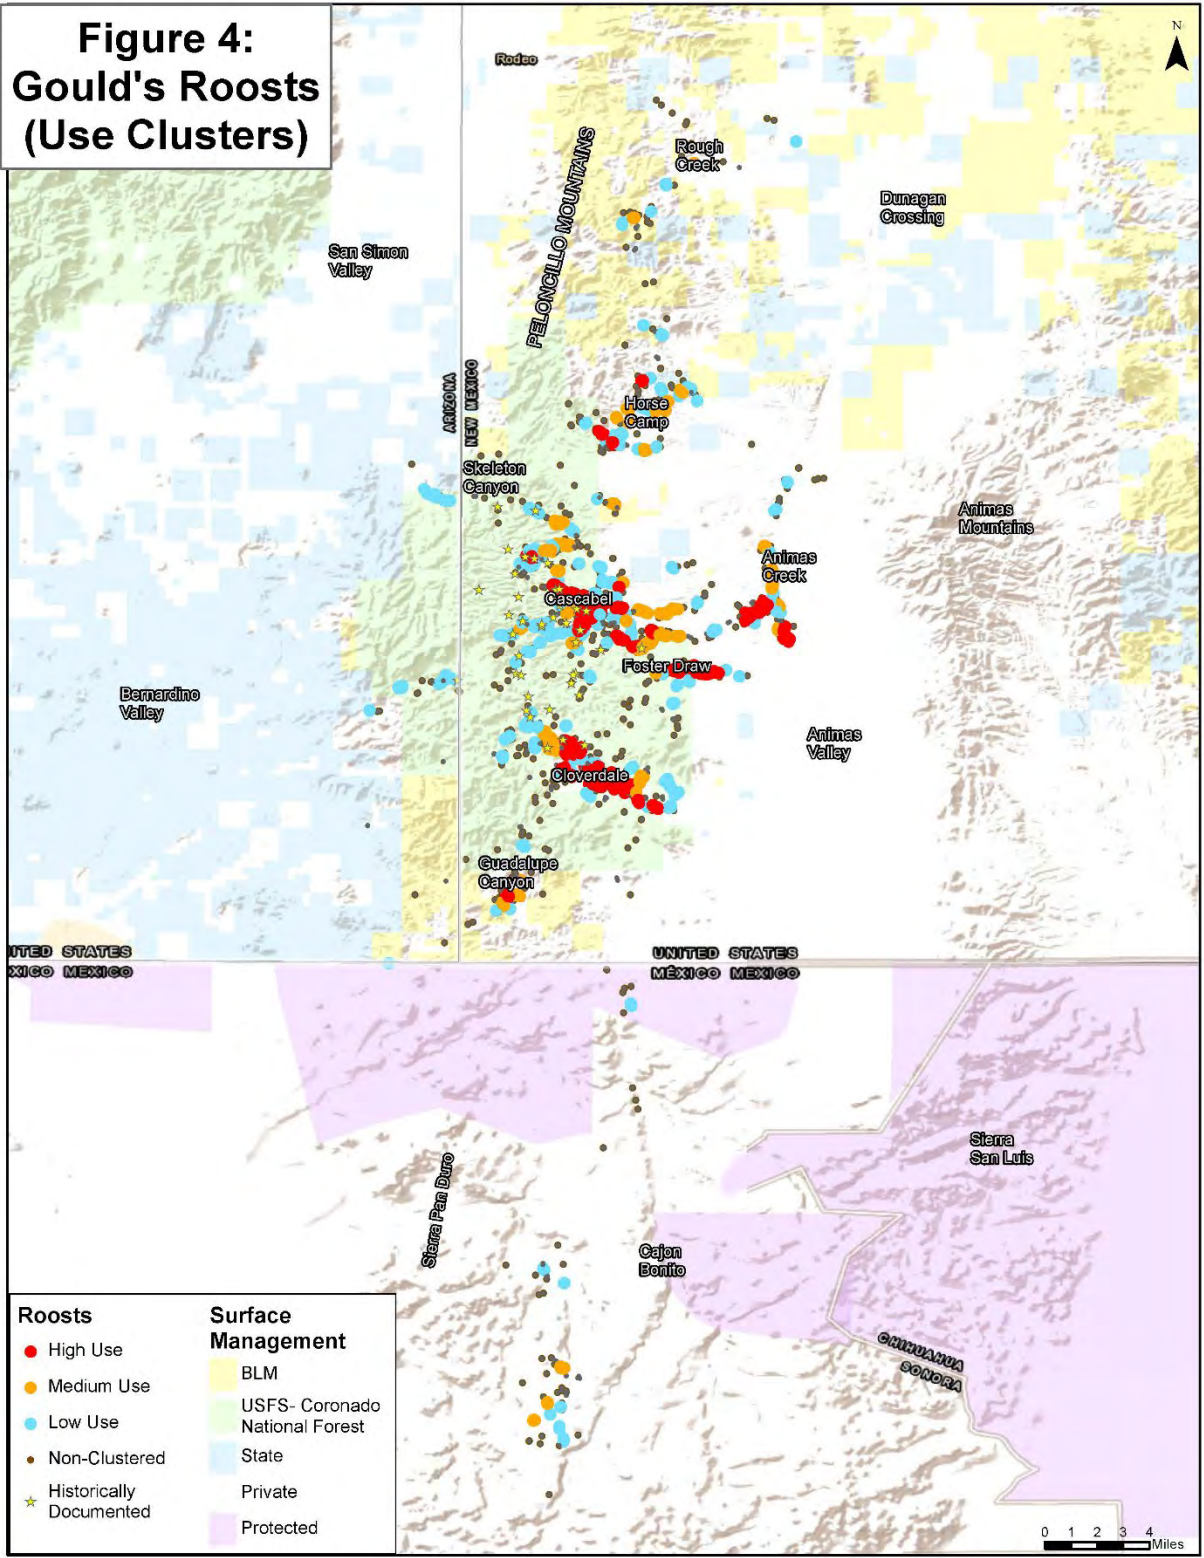 Figure 4:
Gould's Roosts
(Use Clusters)
N
Rodeo
Rough
Creek
PELONCILLO MOUNTAINS
Dunagan
Crossing
San Simon
Valley
ARIZONA
NEW MEXICO
Horse
Camp
Skeleton
Canyon
Animas
Mountains
Animas
Creek
Cascabel
Foster Draw
Bernardino
Valley
Animas
Valley
Cloverdale
Guadalupe
Canyon
ITED STATES
XICO MEXICO
UNITED STATES
MÉXICO MEXICO
Sierra
San Luis
Sierra Pan Duro
Cajon
Bonito
CHIHUAHUA
SONORA
Roosts
High Use
Medium Use
Low Use
Non-Clustered
Historically
Documented
Surface
Management
BLM
USFS- Coronado
National Forest
State
Private
Protected
0 1 2 3 4
Miles